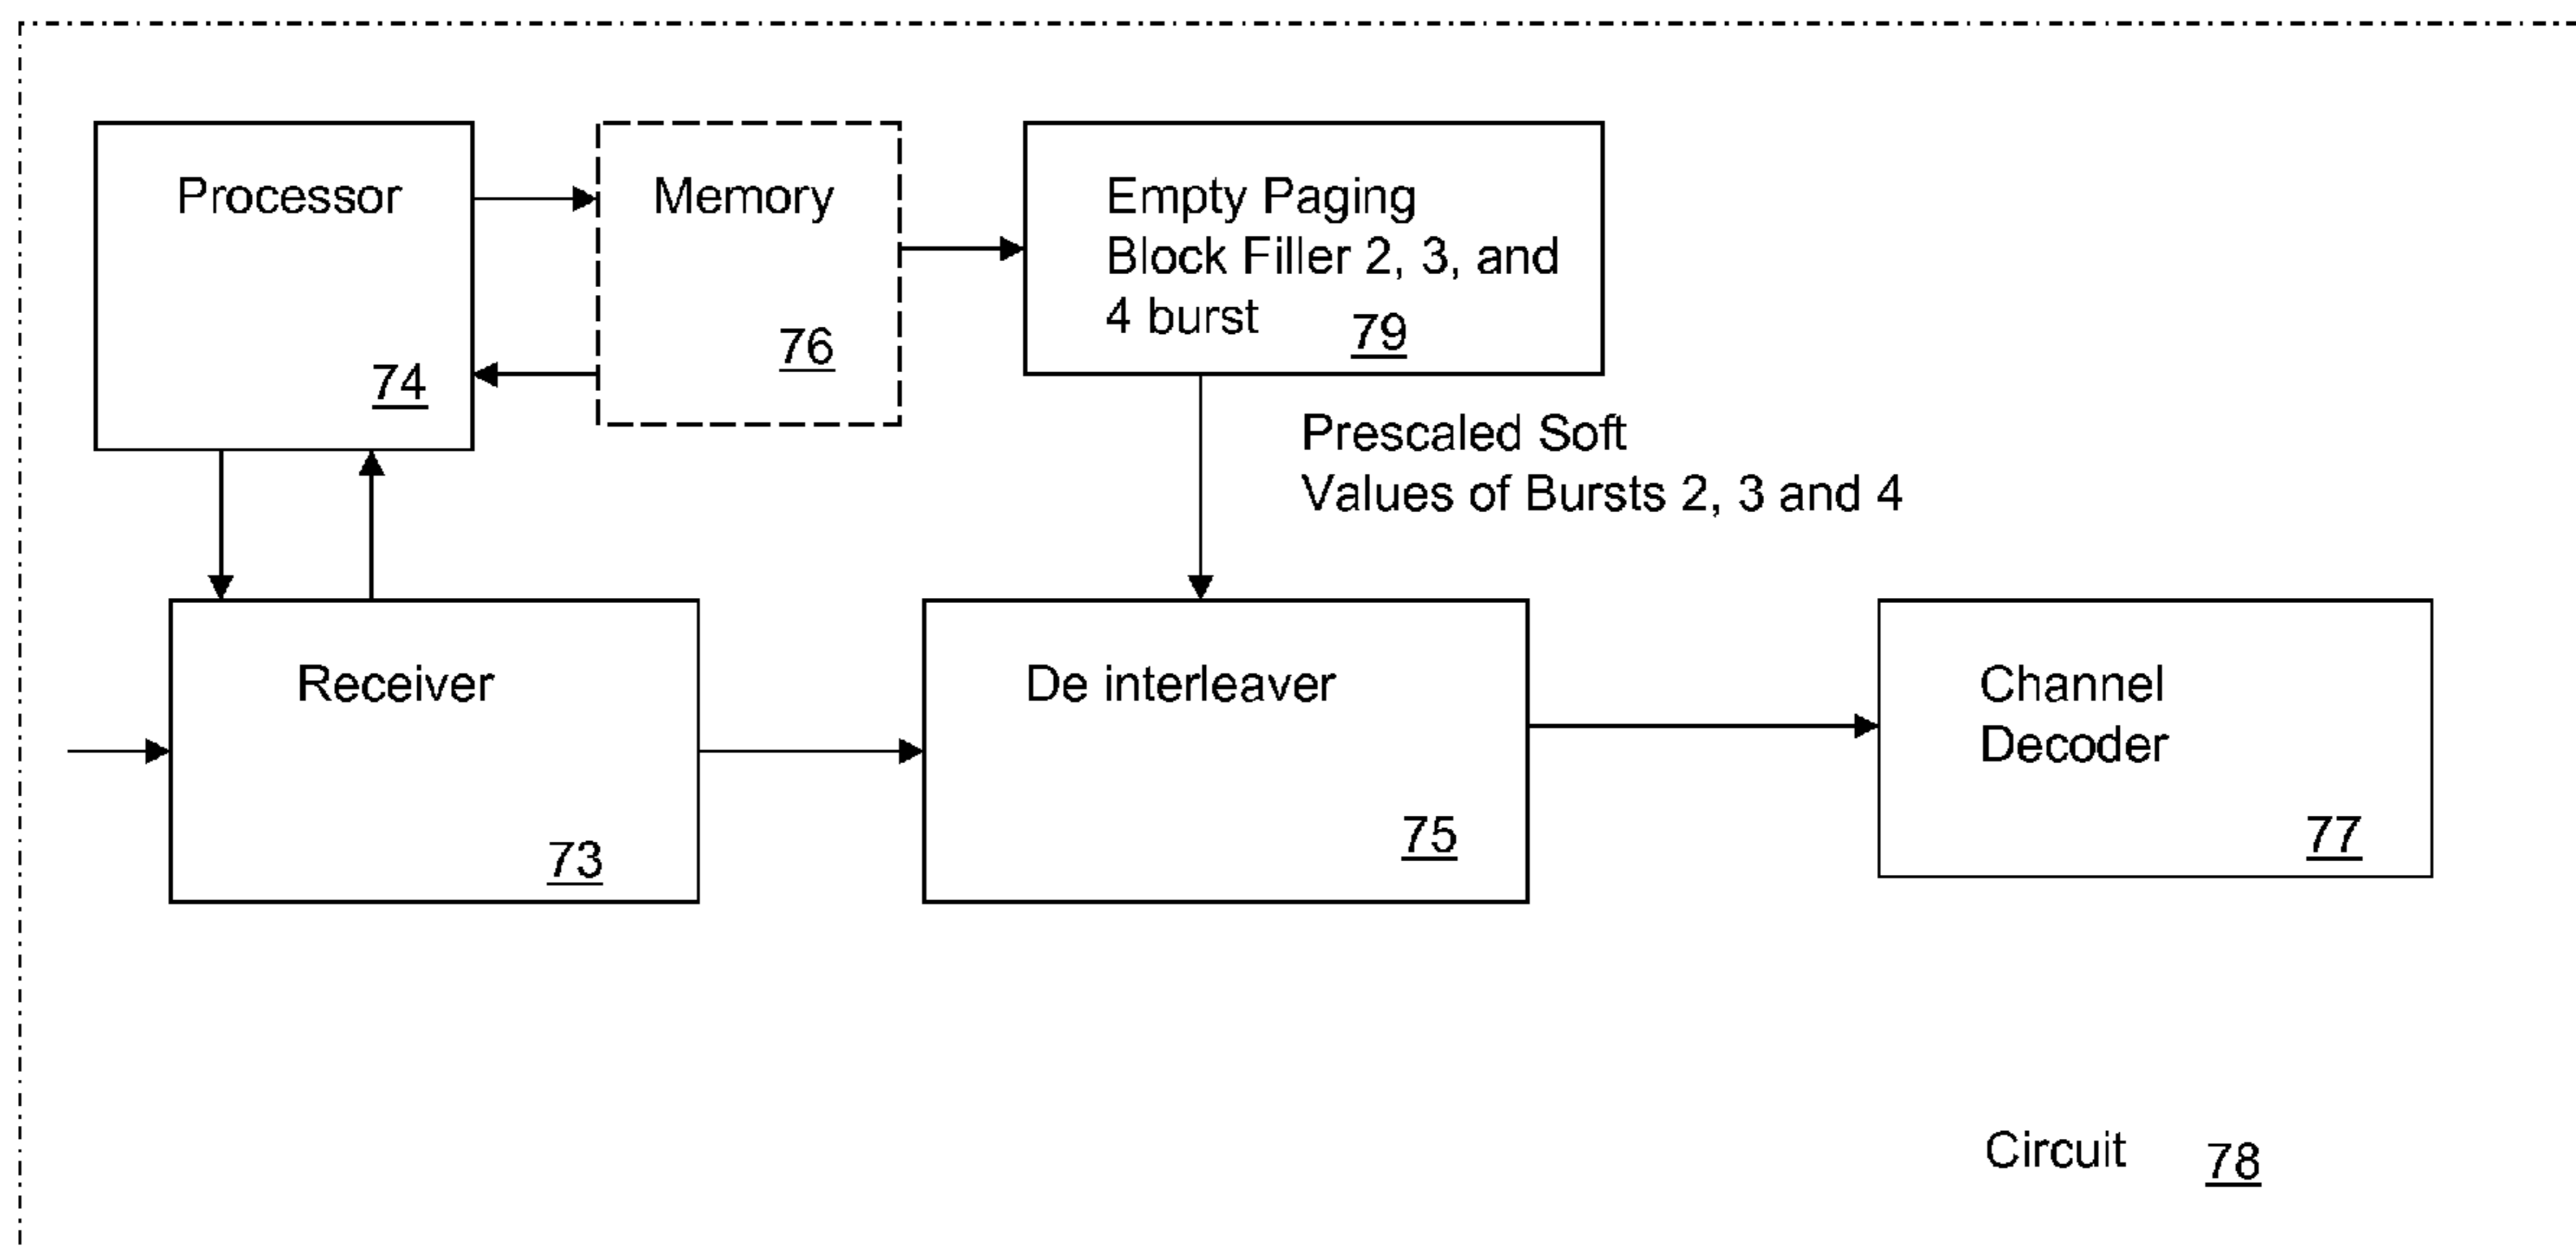 Processor
74
Memory
76
Empty Paging
Block Filler 2, 3, and
4 burst
79
Prescaled Soft
Values of Bursts 2, 3 and 4
Receiver
73
De interleaver
75
Channel
Decoder
77
Circuit 78